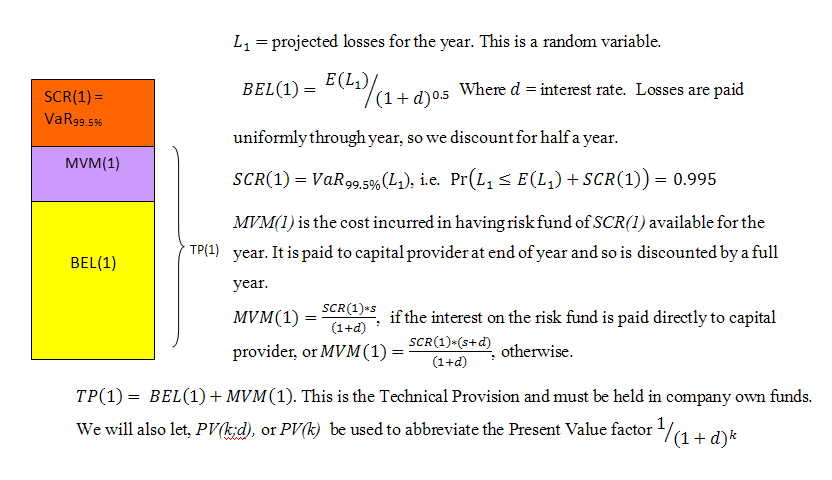 L₁ = projected losses for the year. This is a random variable.
SCR(1) =
VaR₉₉.₅%
BEL(1) = E(L₁)/(1 + d)^0.5 Where d = interest rate. Losses are paid
uniformly through year, so we discount for half a year.
MVM(1)
SCR(1) = VaR₉₉.₅%(L₁), i.e. Pr(L₁ ≤ E(L₁) + SCR(1)) = 0.995
MVM(1) is the cost incurred in having risk fund of SCR(1) available for the
TP(1)
year. It is paid to capital provider at end of year and so is discounted by a full
BEL(1)
year.
MVM(1) = SCR(1)*s/(1+d), if the interest on the risk fund is paid directly to capital
provider, or MVM(1) = SCR(1)*(s+d)/(1+d), otherwise.
TP(1) = BEL(1) + MVM(1). This is the Technical Provision and must be held in company own funds.
We will also let, PV(k;d), or PV(k) be used to abbreviate the Present Value factor 1/(1 + d)^k